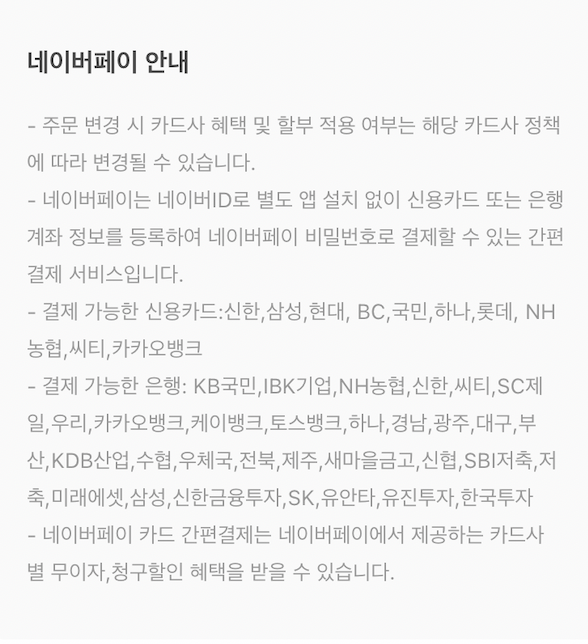 네이버페이 안내
- 주문 변경 시 카드사 혜택 및 할부 적용 여부는 해당 카드사 정책
에 따라 변경될 수 있습니다.
- 네이버페이는 네이버ID로 별도 앱 설치 없이 신용카드 또는 은행
계좌 정보를 등록하여 네이버페이 비밀번호로 결제할 수 있는 간편
결제 서비스입니다.
- 결제 가능한 신용카드:신한,삼성,현대, BC,국민,하나,롯데, NH
농협,씨티,카카오뱅크
- 결제 가능한 은행: KB국민,IBK기업,NH농협,신한,씨티,SC제
일,우리,카카오뱅크,케이뱅크,토스뱅크,하나,경남,광주,대구,부
산,KDB산업,수협,우체국,전북,제주,새마을금고,신협,SBI저축,저
축,미래에셋,삼성,신한금융투자,SK,유안타,유진투자,한국투자
- 네이버페이 카드 간편결제는 네이버페이에서 제공하는 카드사
별 무이자,청구할인 혜택을 받을 수 있습니다.